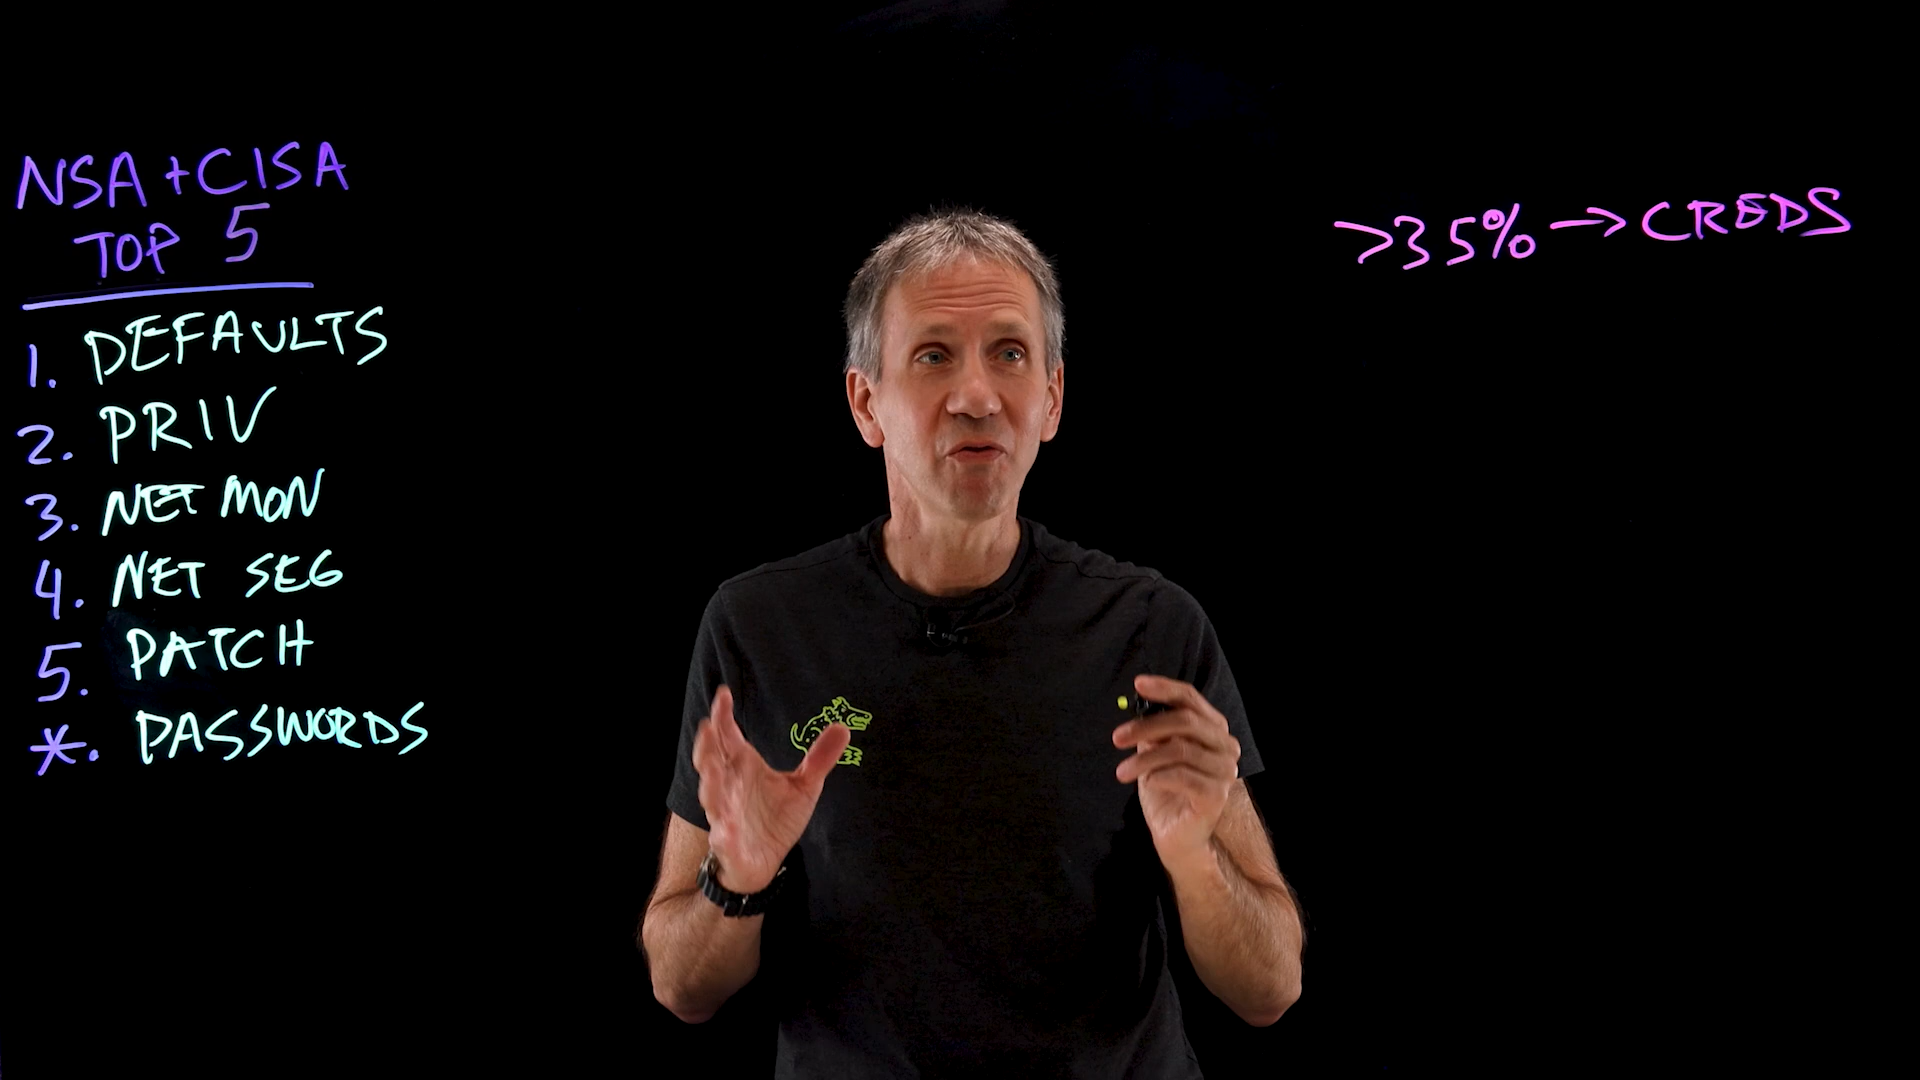 NSA + CISA
TOP 5
1. DEFAULTS
2. PRIV
3. NET MON
4. NET SEG
5. PATCH
*. PASSWORDS
>35% → CREDS